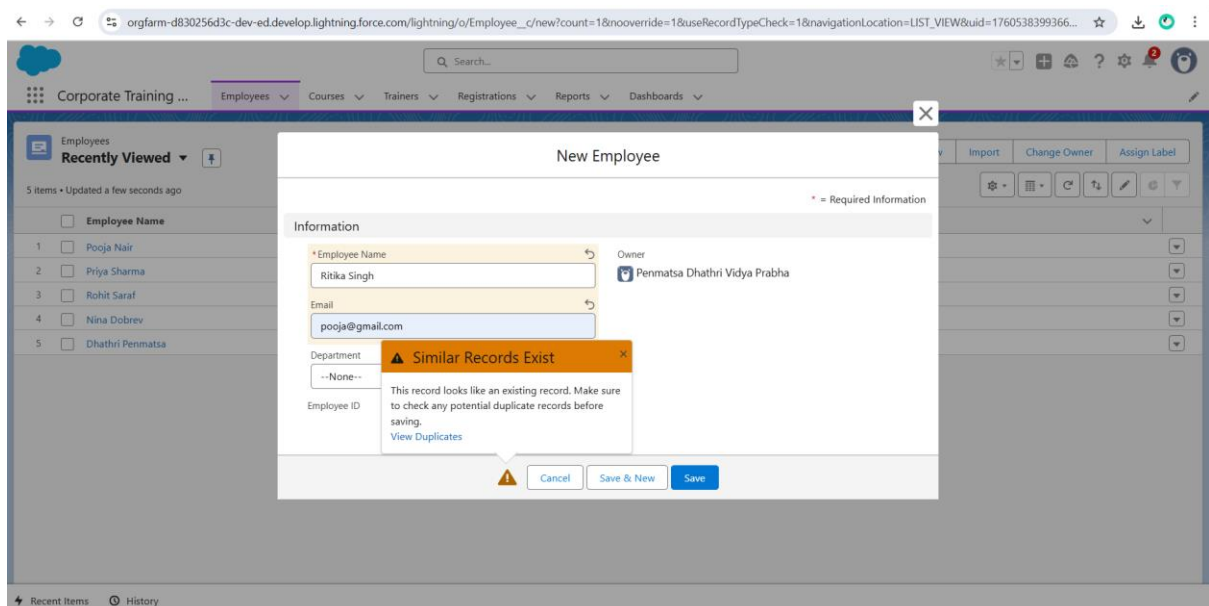 orgfarm-d830256d3c-dev-ed.develop.lightning.force.com/lightning/o/Employee__c/new?count=1&nooverride=1&useRecordTypeCheck=1&navigationLocation=LIST_VIEW&uid=1760538399366...
Search...
2
Corporate Training ... Employees Courses Trainers Registrations Reports Dashboards
Employees
Recently Viewed
Import Change Owner Assign Label
5 items • Updated a few seconds ago
Employee Name
1 Pooja Nair
2 Priya Sharma
3 Rohit Saraf
4 Nina Dobrev
5 Dhathri Penmatsa
New Employee
* = Required Information
Information
*Employee Name
Ritika Singh
Owner
Penmatsa Dhathri Vidya Prabha
Email
pooja@gmail.com
Department
--None--
Employee ID
Similar Records Exist
This record looks like an existing record. Make sure
to check any potential duplicate records before
saving.
View Duplicates
Cancel Save & New Save
Recent Items History